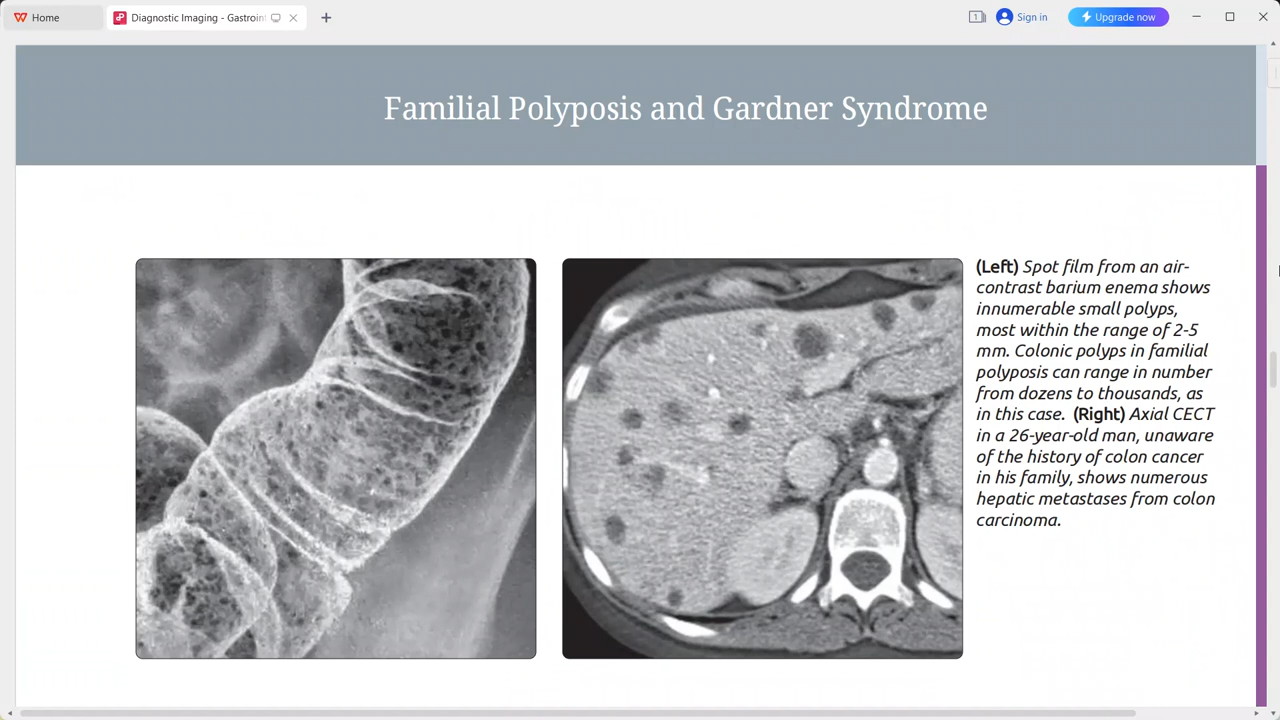 Home
Diagnostic Imaging - Gastroint
1
Sign in
Upgrade now
Familial Polyposis and Gardner Syndrome
(Left) Spot film from an air-
contrast barium enema shows
innumerable small polyps,
most within the range of 2-5
mm. Colonic polyps in familial
polyposis can range in number
from dozens to thousands, as
in this case. (Right) Axial CECT
in a 26-year-old man, unaware
of the history of colon cancer
in his family, shows numerous
hepatic metastases from colon
carcinoma.